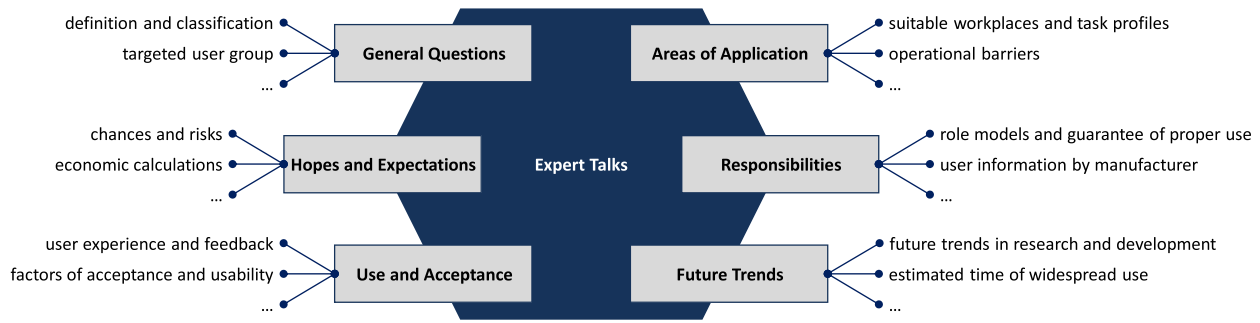 definition and classification
targeted user group
...
General Questions
Areas of Application
suitable workplaces and task profiles
operational barriers
...
chances and risks
economic calculations
...
Hopes and Expectations
Expert Talks
Responsibilities
role models and guarantee of proper use
user information by manufacturer
...
user experience and feedback
factors of acceptance and usability
...
Use and Acceptance
Future Trends
future trends in research and development
estimated time of widespread use
...